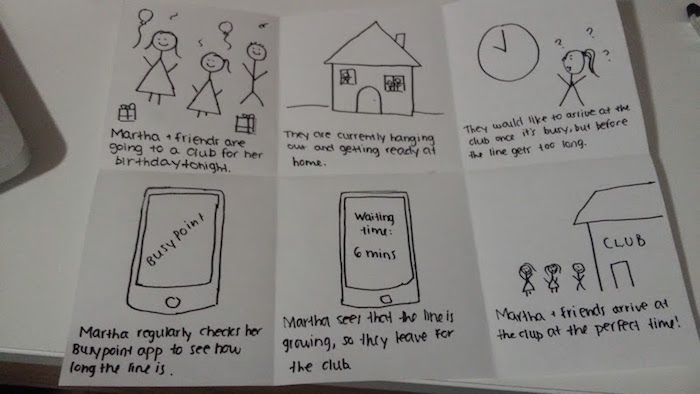 Martha + friends are
going to a club for her
birthday tonight.
They are currently hanging
out and getting ready at
home.
? ? ?
They would like to arrive at the
club once it's busy, but before
the line gets too long.
BusyPoint
Martha regularly checks her
Busypoint app to see how
long the line is.
Waiting
time:
6 mins
Martha sees that the line is
growing, so they leave for
the club.
CLUB
Martha + friends arrive at
the club at the perfect time!